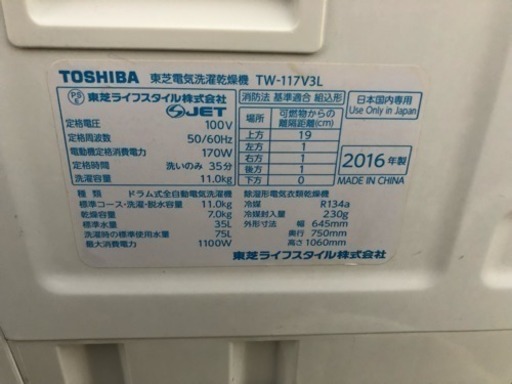 TOSHIBA 東芝電気洗濯乾燥機 TW-117V3L
PS E 東芝ライフスタイル株式会社
S JET
定格電圧 100V
定格周波数 50/60Hz
電動機定格消費電力 170W
定格時間 洗いのみ 35分
洗濯容量 11.0kg
消防法 基準適合 組込形
場所 可燃物からの離隔距離(cm)
上方 19
左方 1
右方 1
後方 1
下方 0
日本国内専用
Use Only in Japan
2016年製
MADE IN CHINA
種類 ドラム式全自動電気洗濯機
標準コース・洗濯・脱水容量 11.0kg
乾燥容量 7.0kg
標準水量 35L
洗濯時の標準使用水量 75L
最大消費電力 1100W
除湿形電気衣類乾燥機
冷媒 R134a
冷媒封入量 230g
外形寸法 幅 645mm
奥行 750mm
高さ 1060mm
東芝ライフスタイル株式会社